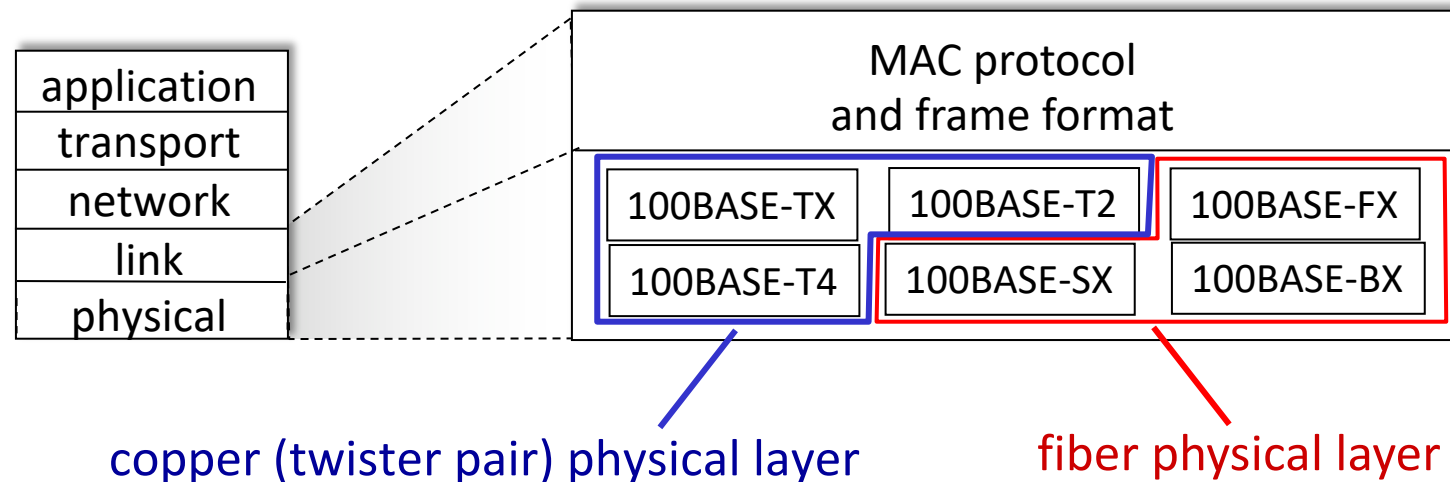 application
transport
network
link
physical
MAC protocol
and frame format
100BASE-TX
100BASE-T2
100BASE-FX
100BASE-T4
100BASE-SX
100BASE-BX
copper (twister pair) physical layer
fiber physical layer